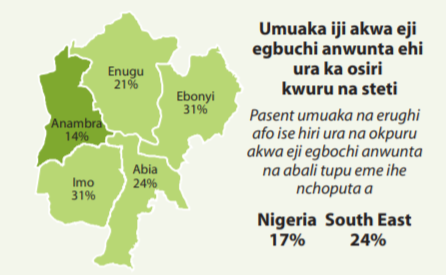 Umuaka iji akwa eji
egbuchi anwunta ehi
ura ka osiri
kwuru na steti
Pasent umuaka na erughi
afo ise hiri ura na okpuru
akwa eji egbochi anwunta
na abali tupu eme ihe
nchoputa a
Nigeria South East
17% 24%
Enugu
21%
Ebonyi
31%
Anambra
14%
Abia
24%
Imo
31%